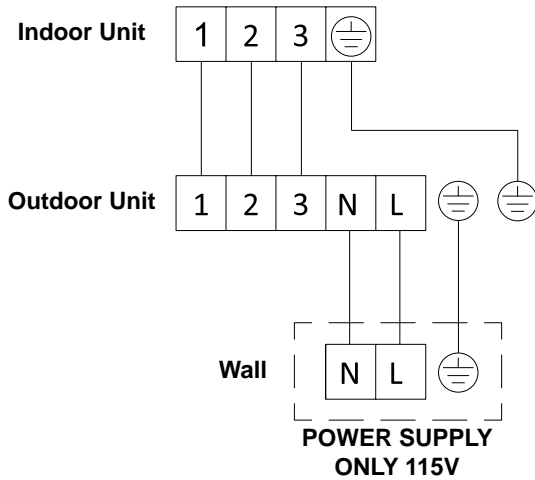 Indoor Unit 1 2 3
Outdoor Unit 1 2 3 N L
Wall N L
POWER SUPPLY
ONLY 115V